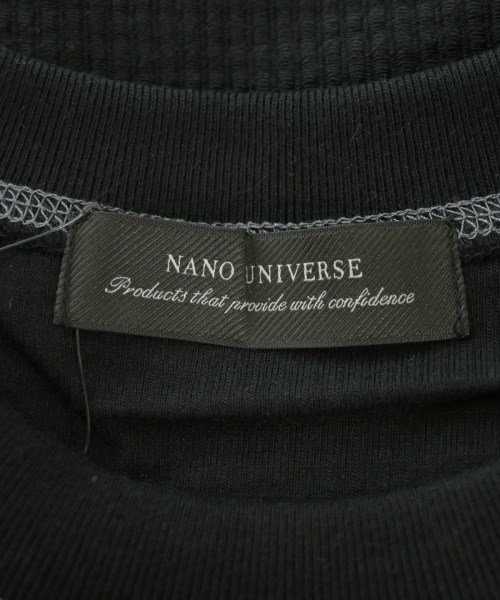 NANO UNIVERSE
Products that provide with confidence